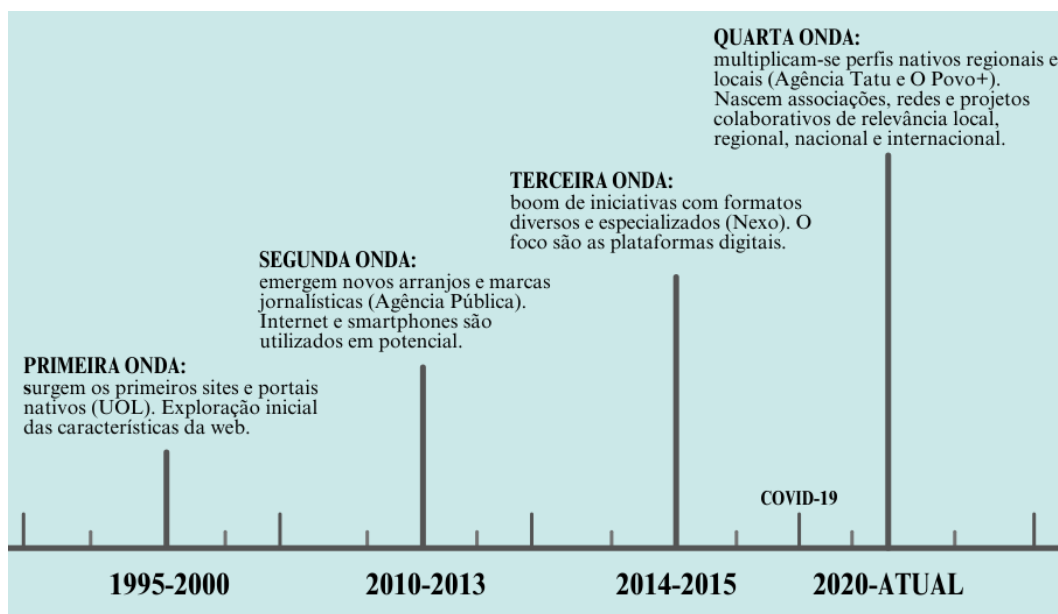 QUARTA ONDA:
multiplicam-se perfis nativos regionais e
locais (Agência Tatu e O Povo+).
Nascem associações, redes e projetos
colaborativos de relevância local,
regional, nacional e internacional.
TERCEIRA ONDA:
boom de iniciativas com formatos
diversos e especializados (Nexo). O
foco são as plataformas digitais.
SEGUNDA ONDA:
emergem novos arranjos e marcas
jornalísticas (Agência Pública).
Internet e smartphones são
utilizados em potencial.
PRIMEIRA ONDA:
surgem os primeiros sites e portais
nativos (UOL). Exploração inicial
das características da web.
COVID-19
1995-2000
2010-2013
2014-2015
2020-ATUAL